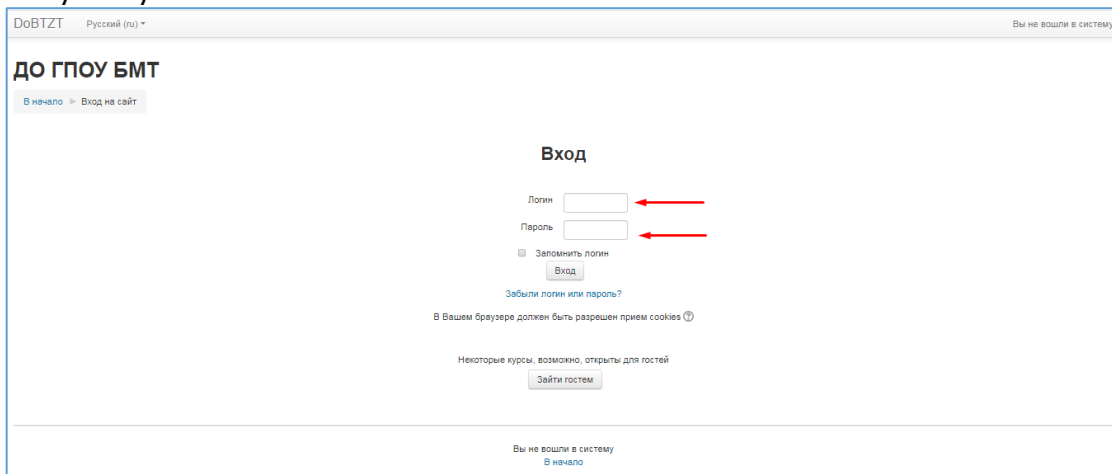 DoBTZT Русский (ru) Вы не вошли в систему
ДО ГПОУ БМТ
В начало ► Вход на сайт
Вход
Логин
Пароль
Запомнить логин
Вход
Забыли логин или пароль?
В Вашем браузере должен быть разрешен прием cookies ?
Некоторые курсы, возможно, открыты для гостей
Зайти гостем
Вы не вошли в систему
В начало